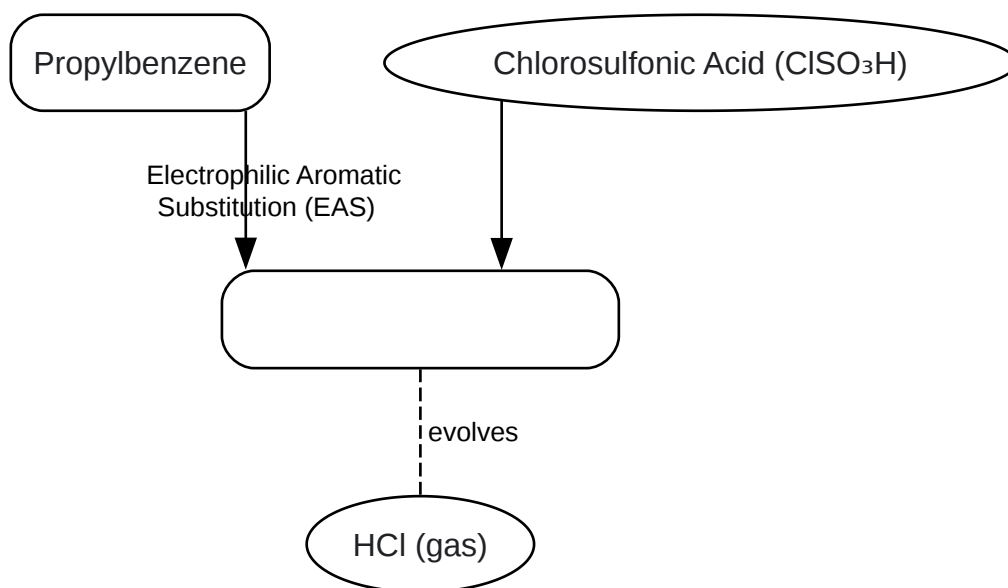 Propylbenzene
Chlorosulfonic Acid (ClSO₃H)
Electrophilic Aromatic
Substitution (EAS)
evolves
HCl (gas)